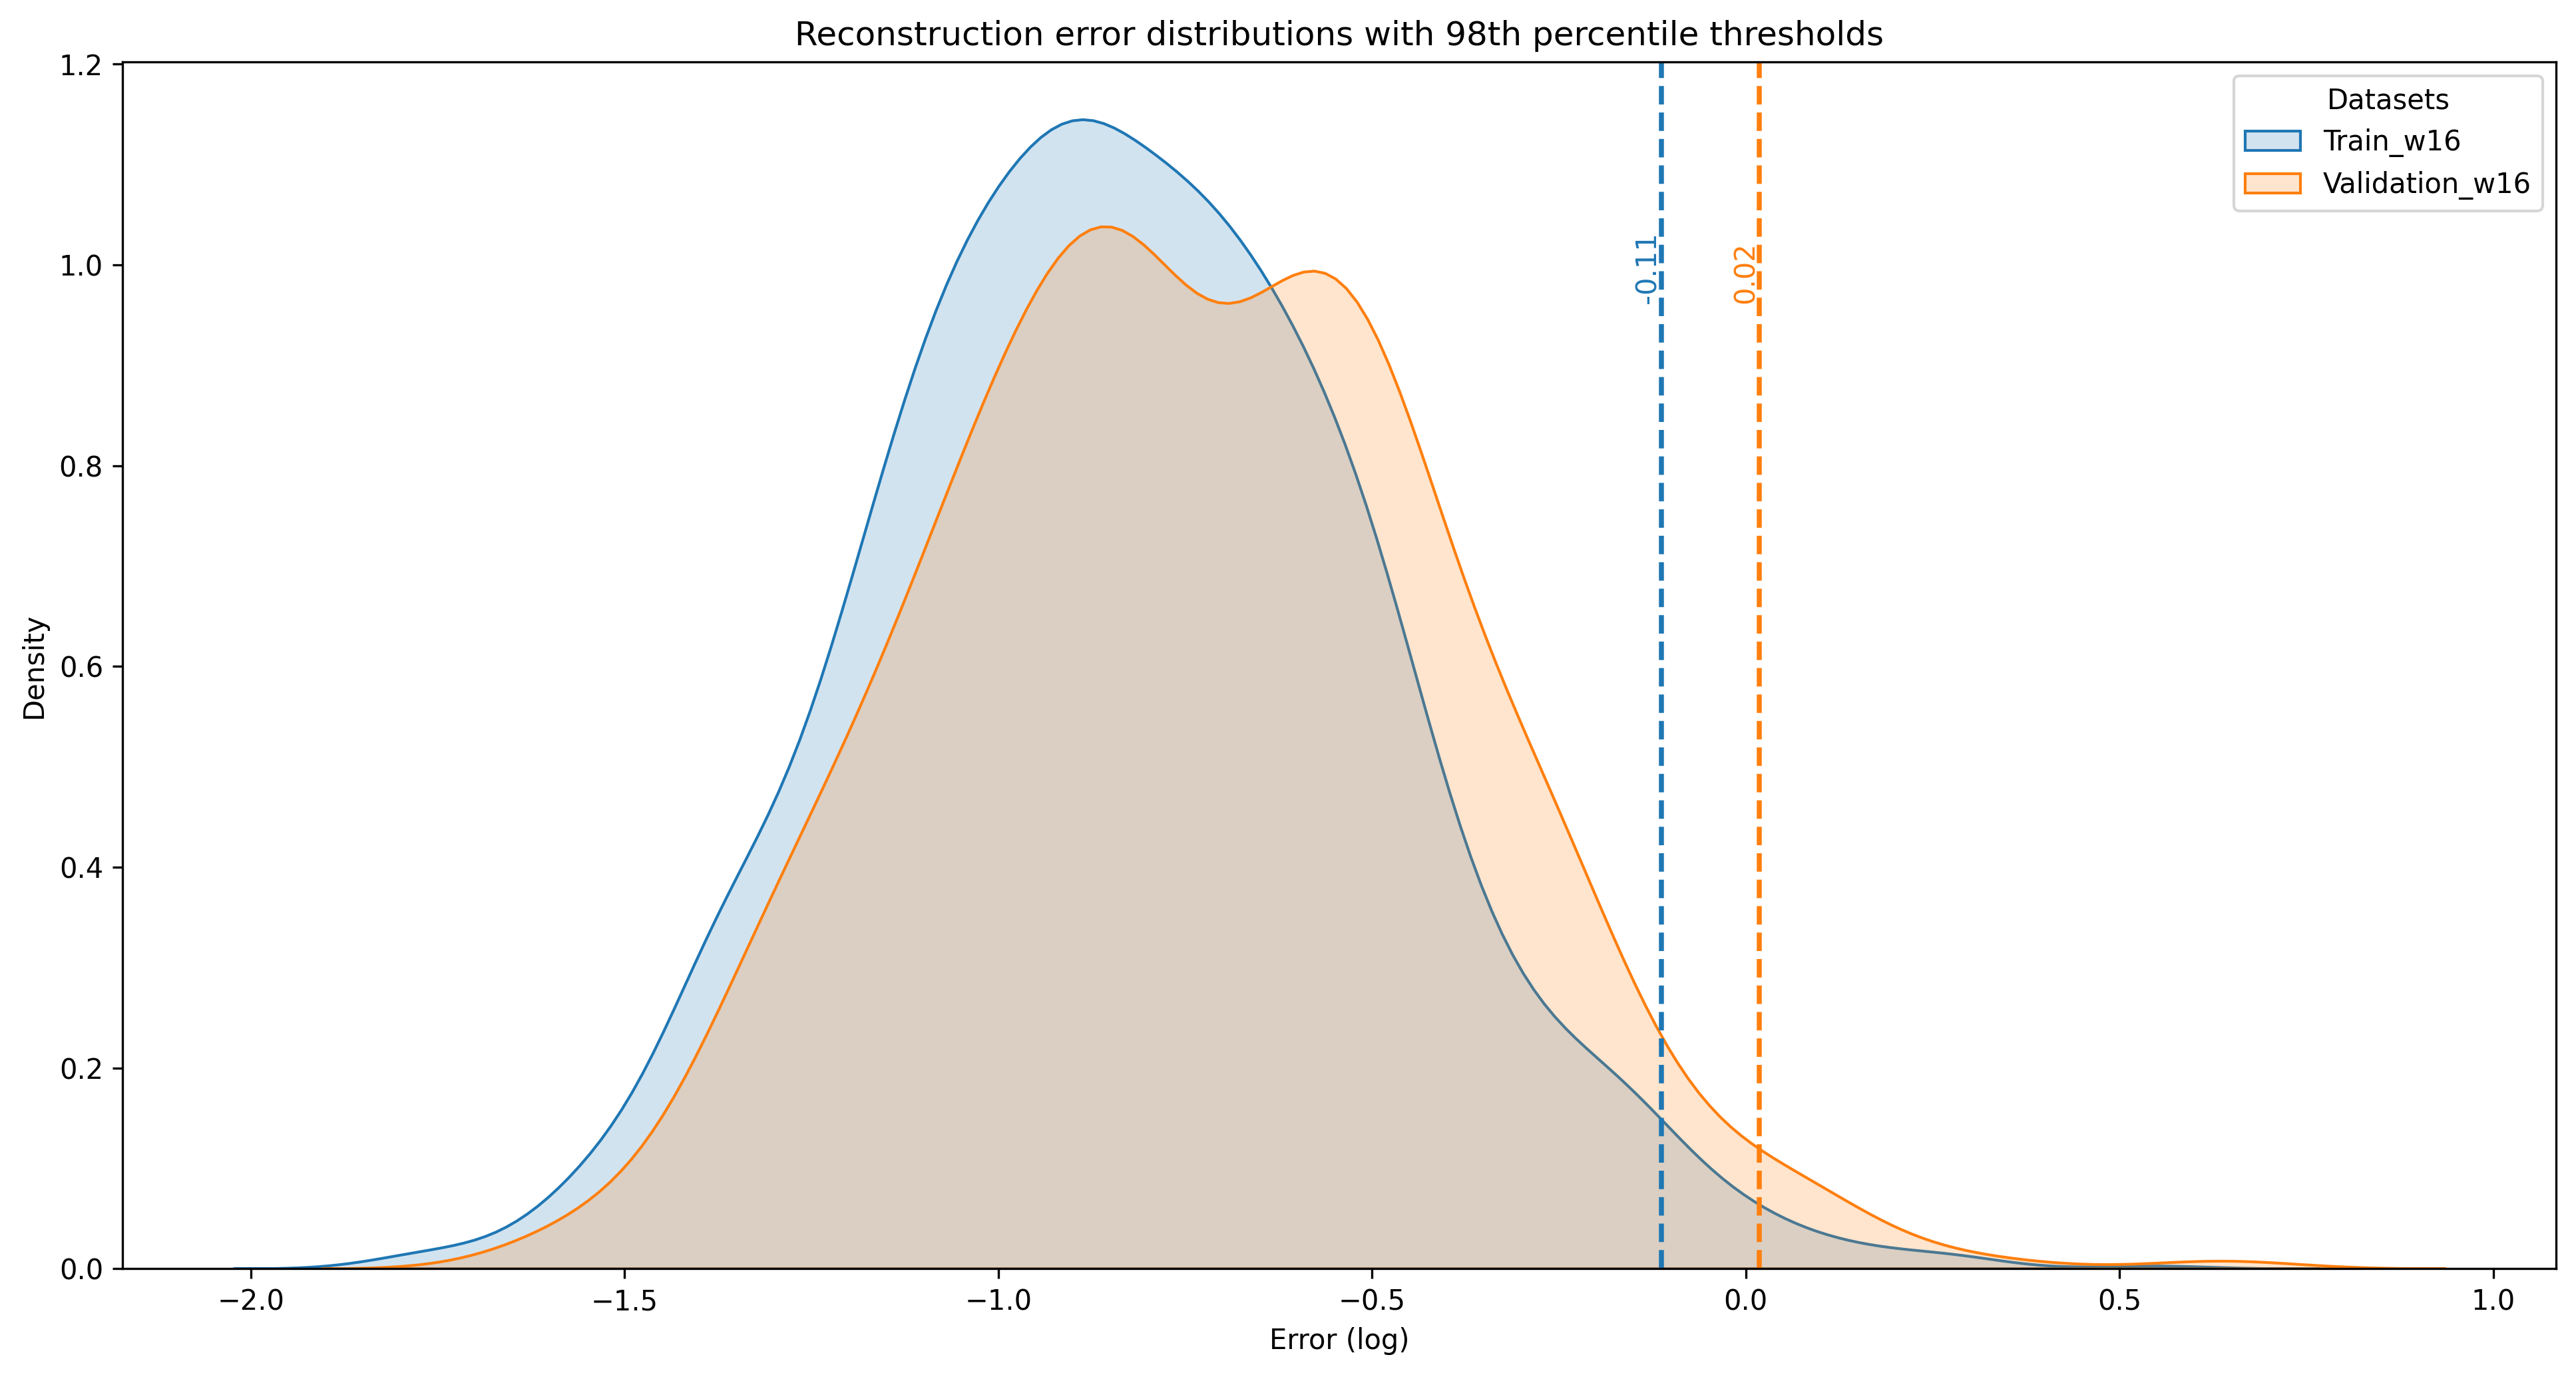 Reconstruction error distributions with 98th percentile thresholds
Datasets
Train_w16
Validation_w16
-0.11
0.02
Density
1.2
1.0
0.8
0.6
0.4
0.2
0.0
−2.0
−1.5
−1.0
−0.5
0.0
0.5
1.0
Error (log)